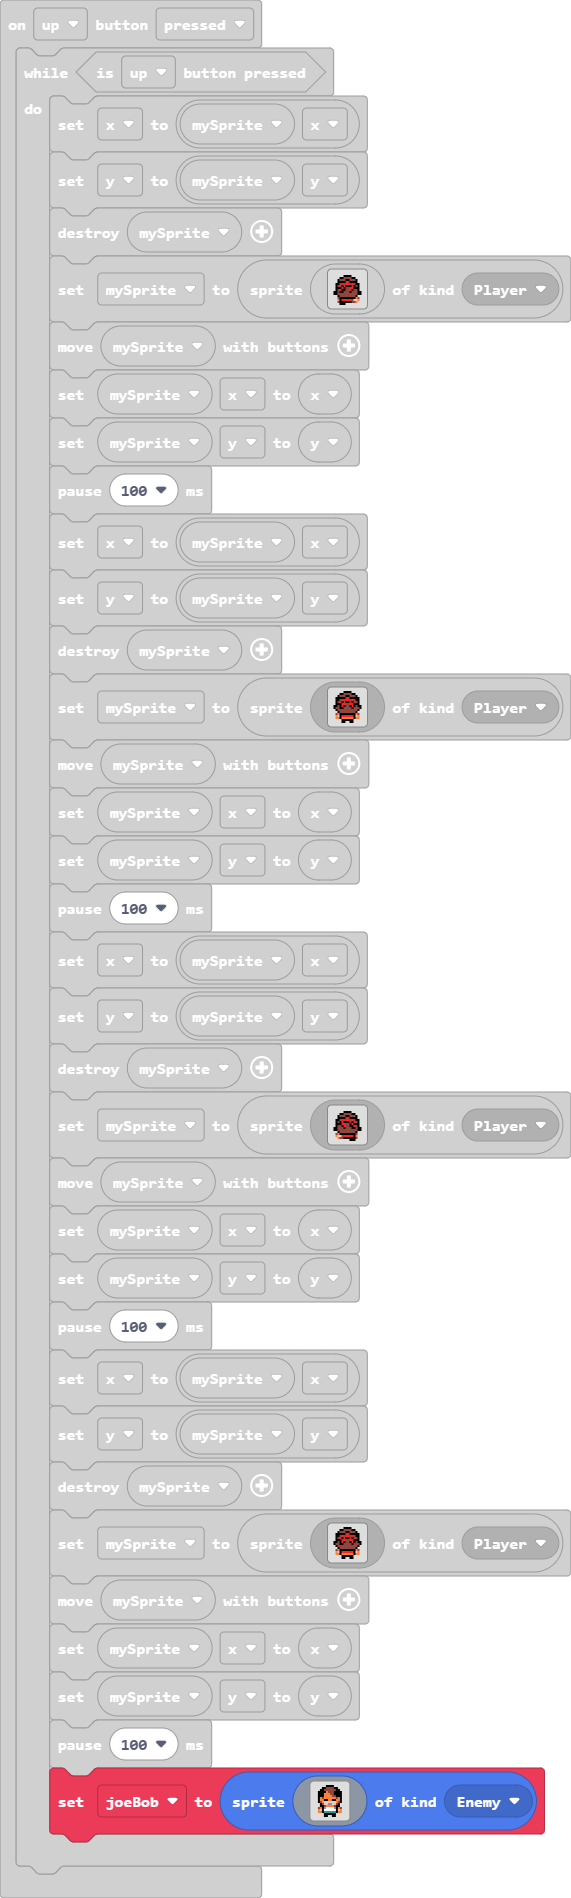 on up button pressed
while is up button pressed
do
set x to mySprite x
set y to mySprite y
destroy mySprite
set mySprite to sprite of kind Player
move mySprite with buttons
set mySprite x to x
set mySprite y to y
pause 100 ms
set x to mySprite x
set y to mySprite y
destroy mySprite
set mySprite to sprite of kind Player
move mySprite with buttons
set mySprite x to x
set mySprite y to y
pause 100 ms
set x to mySprite x
set y to mySprite y
destroy mySprite
set mySprite to sprite of kind Player
move mySprite with buttons
set mySprite x to x
set mySprite y to y
pause 100 ms
set x to mySprite x
set y to mySprite y
destroy mySprite
set mySprite to sprite of kind Player
move mySprite with buttons
set mySprite x to x
set mySprite y to y
pause 100 ms
set joeBob to sprite of kind Enemy